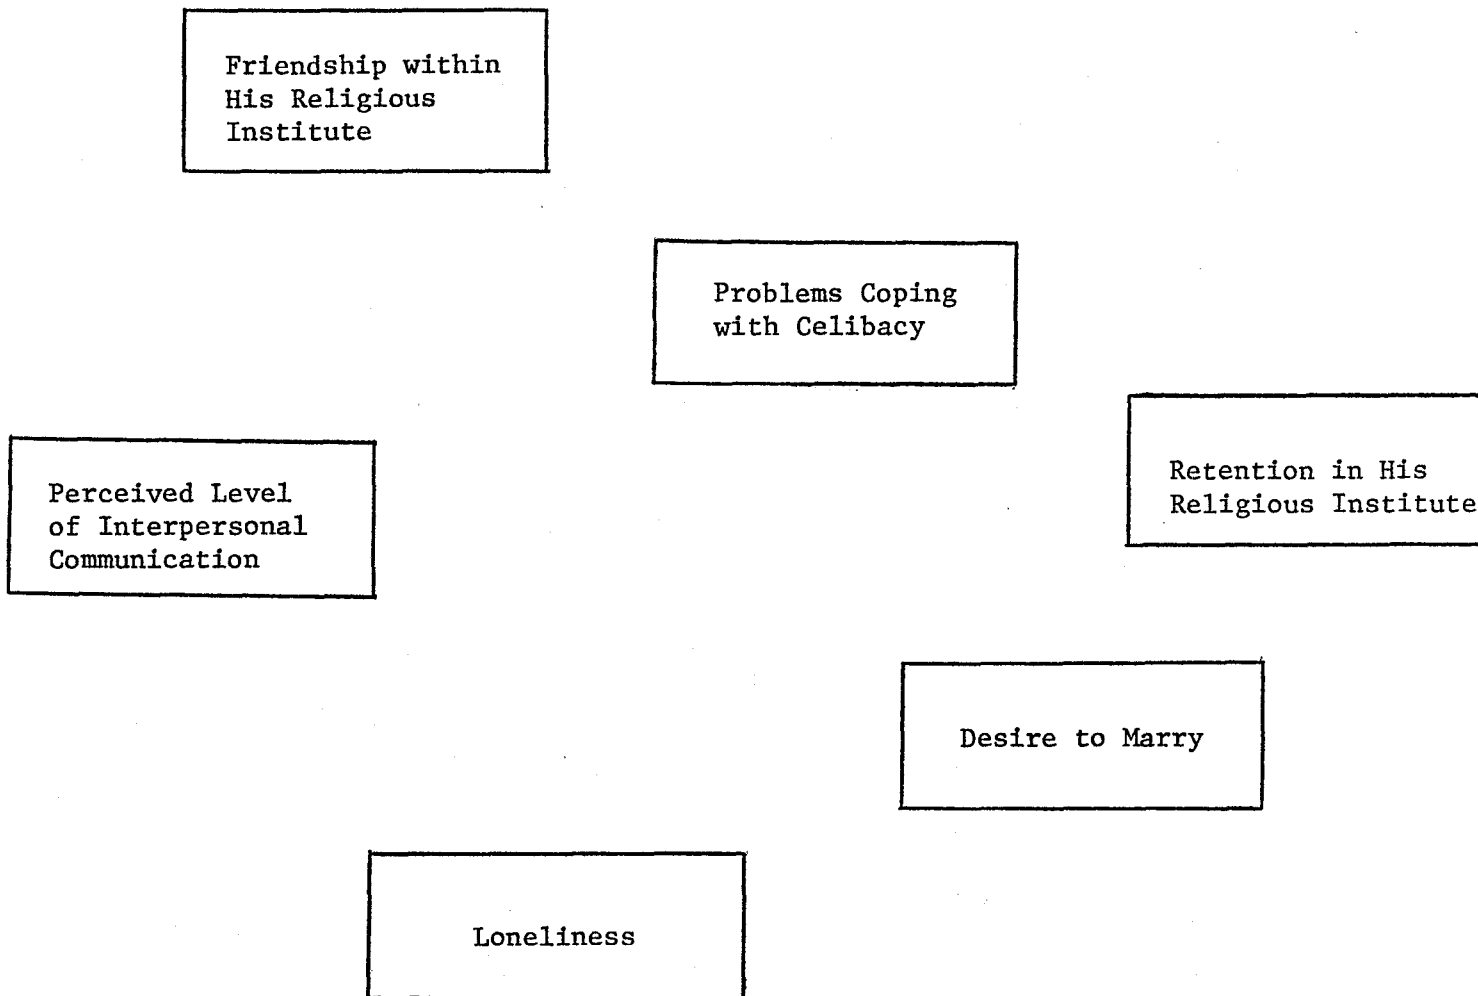 Friendship within
His Religious
Institute
Problems Coping
with Celibacy
Perceived Level
of Interpersonal
Communication
Retention in His
Religious Institute
Desire to Marry
Loneliness